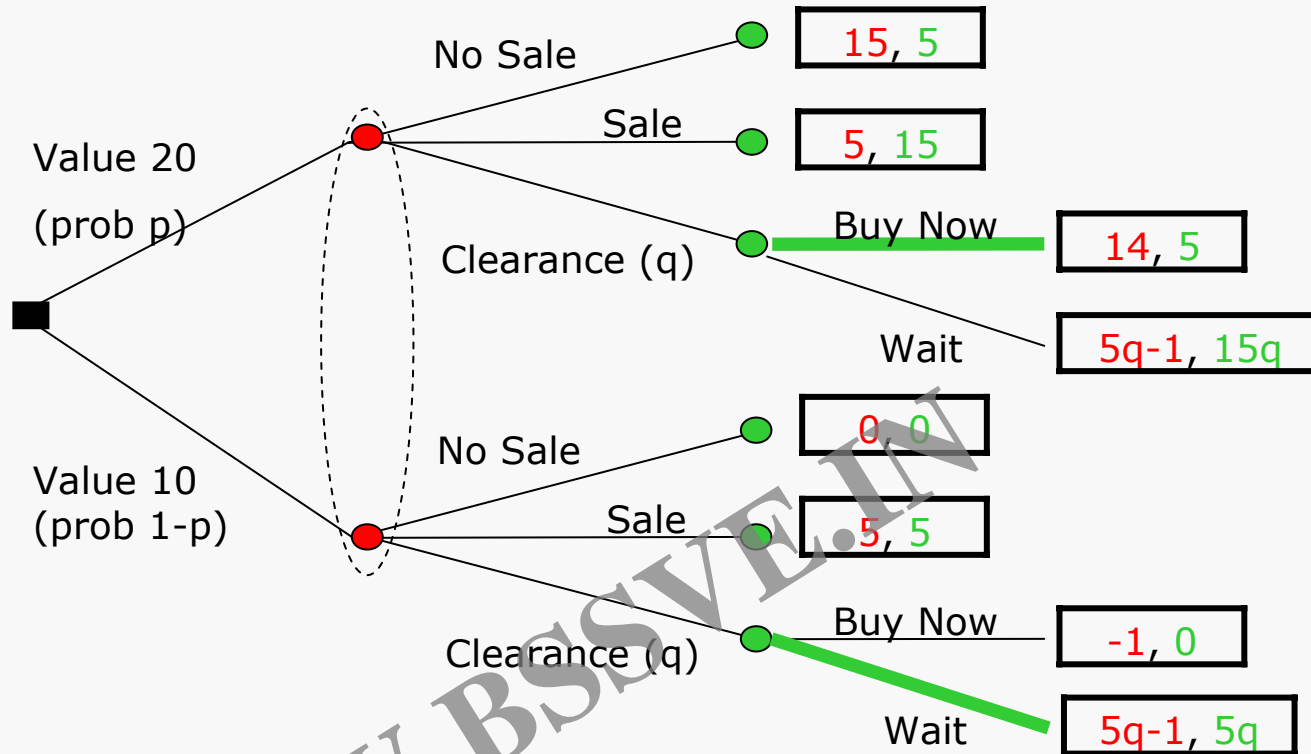 No Sale
15, 5
Sale
5, 15
Value 20
(prob p)
Buy Now
14, 5
Clearance (q)
Wait
5q-1, 15q
No Sale
0, 0
Value 10
(prob 1-p)
Sale
5, 5
Buy Now
-1, 0
Clearance (q)
Wait
5q-1, 5q
BSSVE.IN